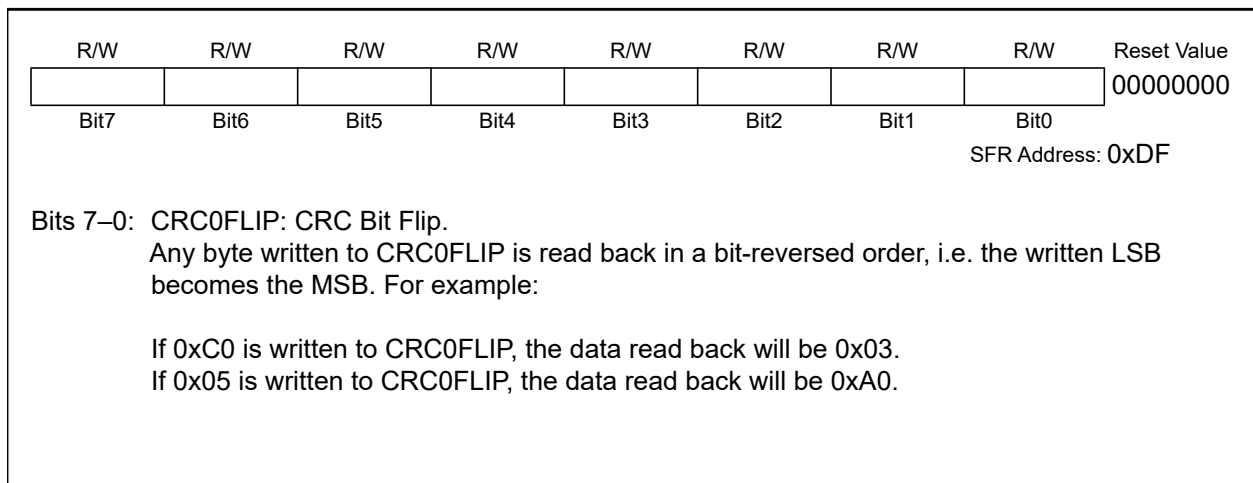 R/W R/W R/W R/W R/W R/W R/W R/W Reset Value
00000000
Bit7 Bit6 Bit5 Bit4 Bit3 Bit2 Bit1 Bit0
SFR Address: 0xDF
Bits 7–0: CRC0FLIP: CRC Bit Flip.
Any byte written to CRC0FLIP is read back in a bit-reversed order, i.e. the written LSB
becomes the MSB. For example:
If 0xC0 is written to CRC0FLIP, the data read back will be 0x03.
If 0x05 is written to CRC0FLIP, the data read back will be 0xA0.